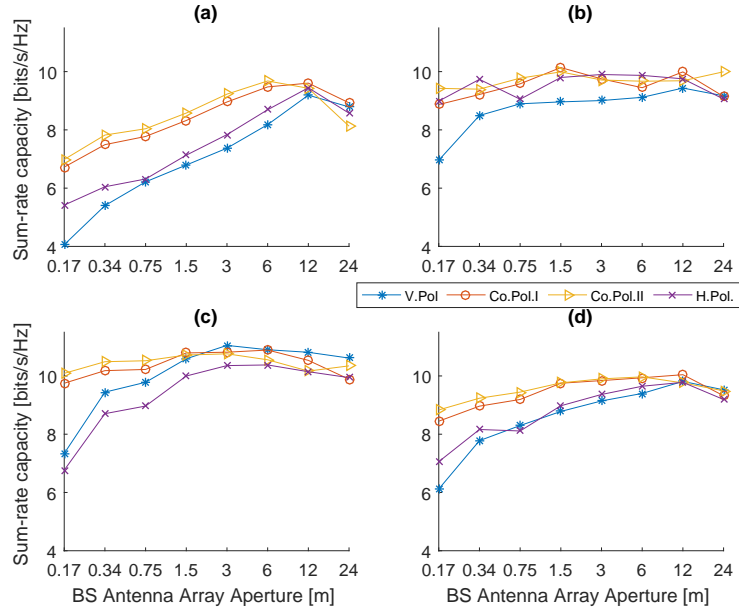 (a)
(b)
Sum-rate capacity [bits/s/Hz]
10
8
6
4
0.17 0.34 0.75 1.5 3 6 12 24
10
8
6
4
0.17 0.34 0.75 1.5 3 6 12 24
V.Pol Co.Pol.I Co.Pol.II H.Pol.
(c)
(d)
Sum-rate capacity [bits/s/Hz]
10
8
6
4
0.17 0.34 0.75 1.5 3 6 12 24
BS Antenna Array Aperture [m]
10
8
6
4
0.17 0.34 0.75 1.5 3 6 12 24
BS Antenna Array Aperture [m]